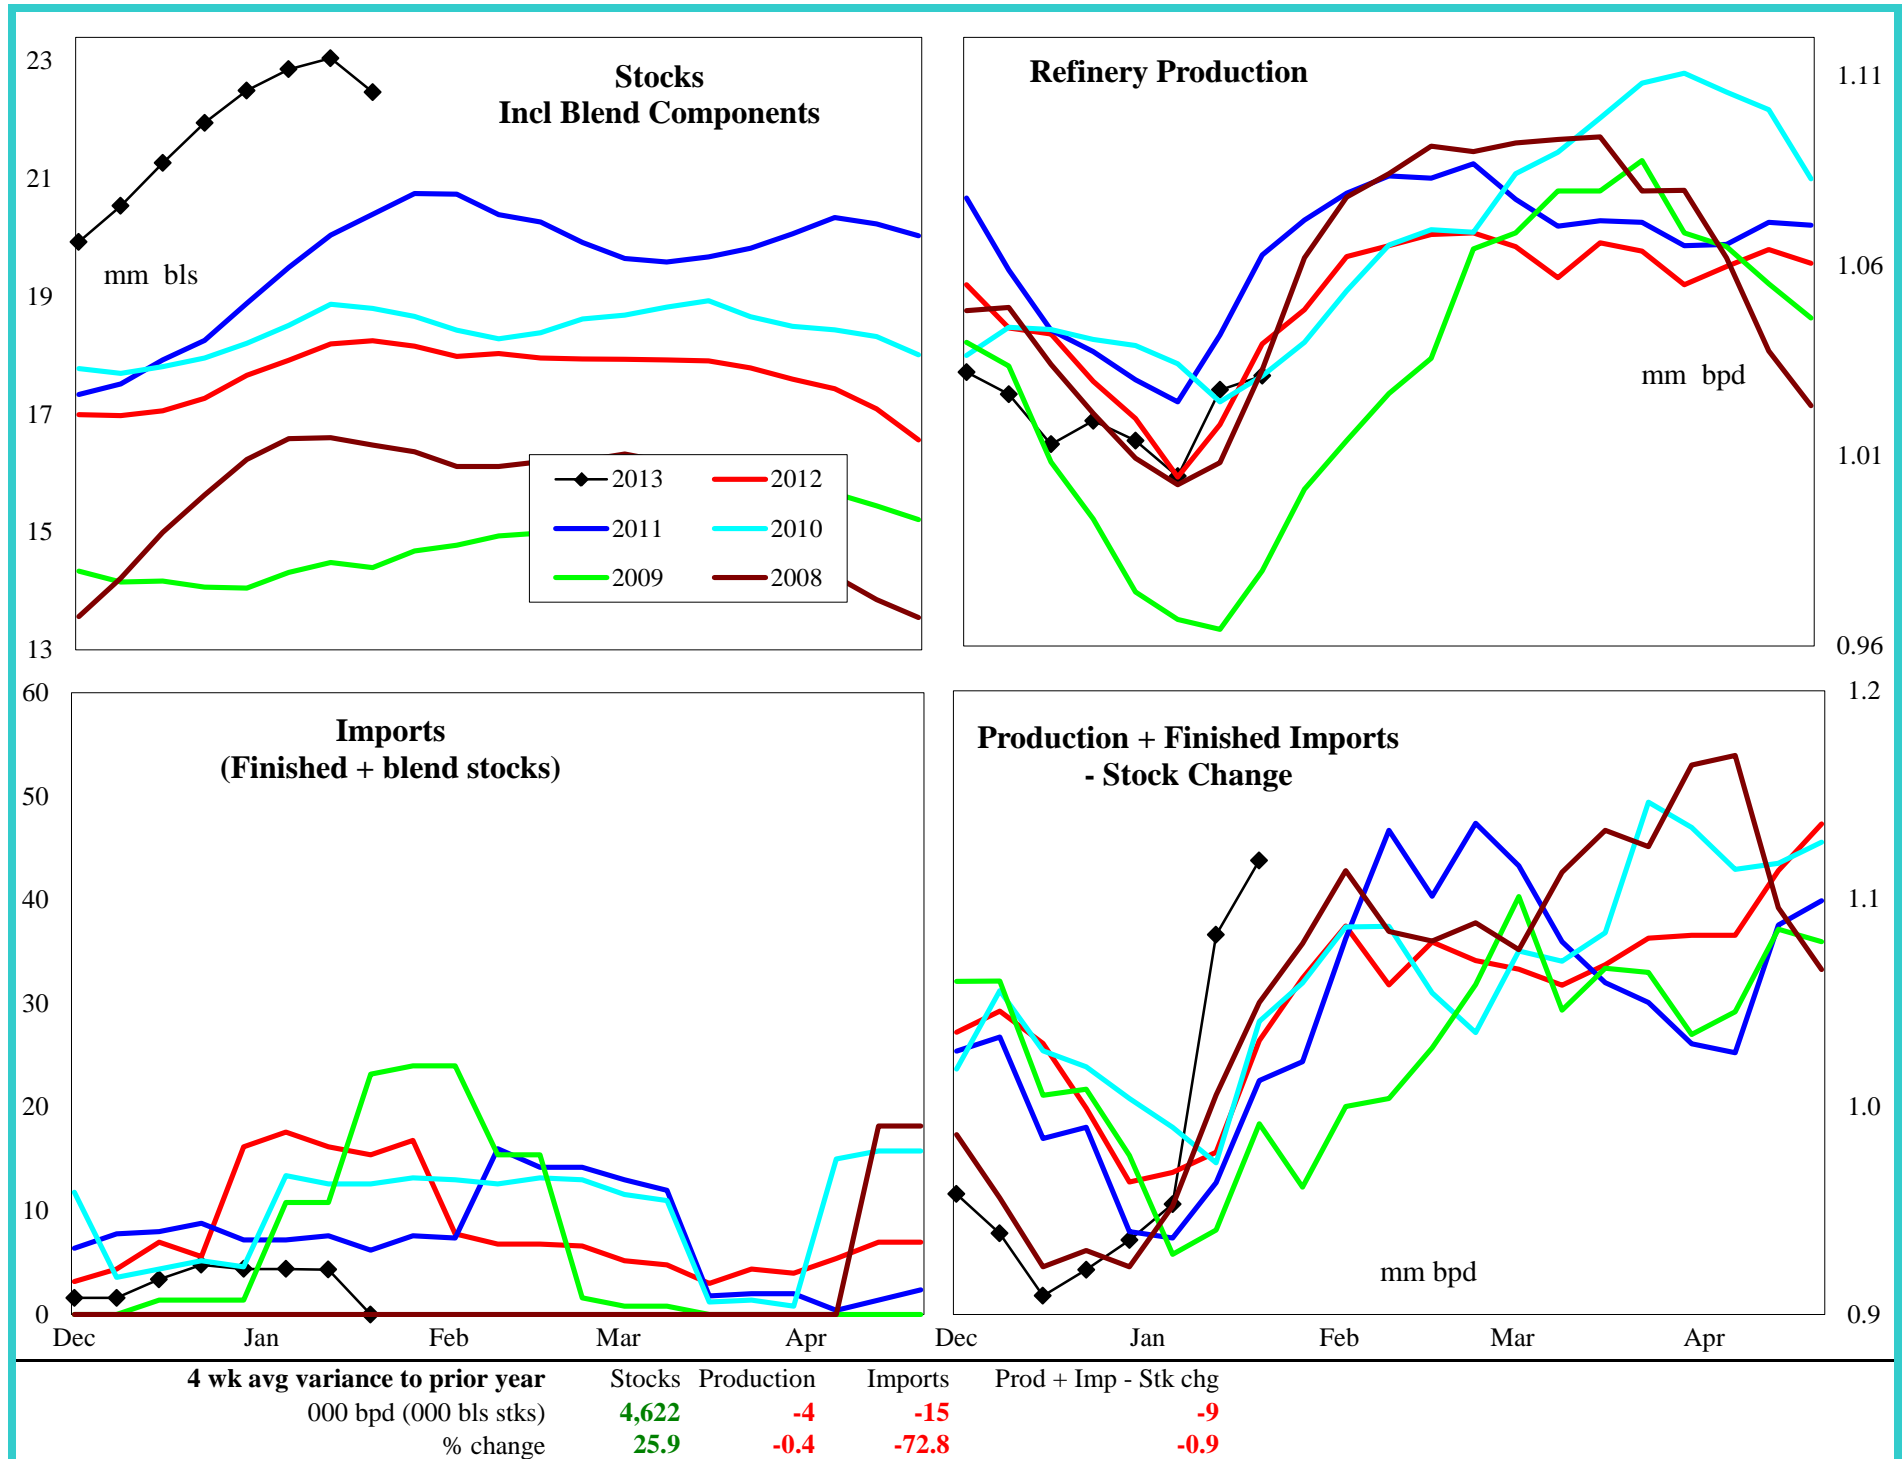 Stocks
Incl Blend Components
mm bls
23
21
19
17
15
13
2013
2012
2011
2010
2009
2008
Refinery Production
mm bpd
1.11
1.06
1.01
0.96
Imports
(Finished + blend stocks)
60
50
40
30
20
10
0
Dec Jan Feb Mar Apr
Production + Finished Imports
- Stock Change
mm bpd
1.2
1.1
1.0
0.9
Dec Jan Feb Mar Apr
4 wk avg variance to prior year Stocks Production Imports Prod + Imp - Stk chg
000 bpd (000 bls stks) 4,622 -4 -15 -9
% change 25.9 -0.4 -72.8 -0.9